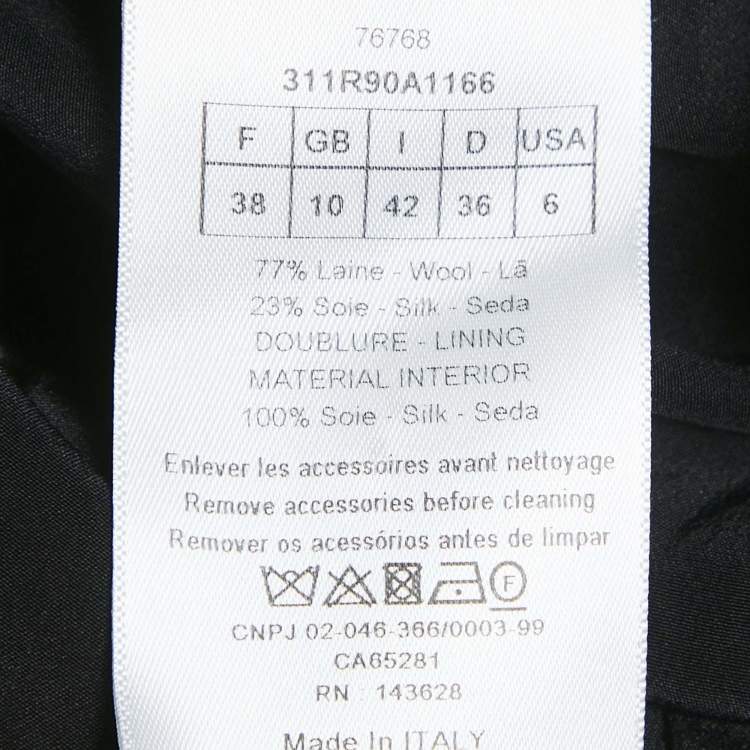 76768
311R90A1166
F GB I D USA
38 10 42 36 6
77% Laine - Wool - Lã
23% Soie - Silk - Seda
DOUBLURE - LINING
MATERIAL INTERIOR
100% Soie - Silk - Seda
Enlever les accessoires avant nettoyage
Remove accessories before cleaning
Remover os acessórios antes de limpar
F
CNPJ 02-046-366/0003-99
CA65281
RN : 143628
Made In ITALY